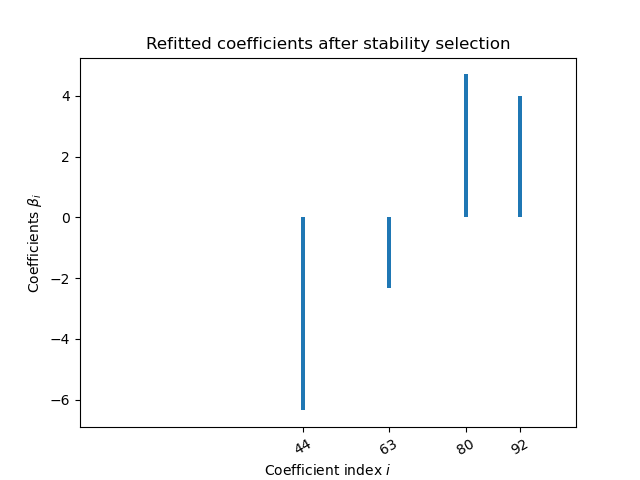 Refitted coefficients after stability selection
4
2
0
−2
−4
−6
Coefficients βᵢ
44 63 80 92
Coefficient index i